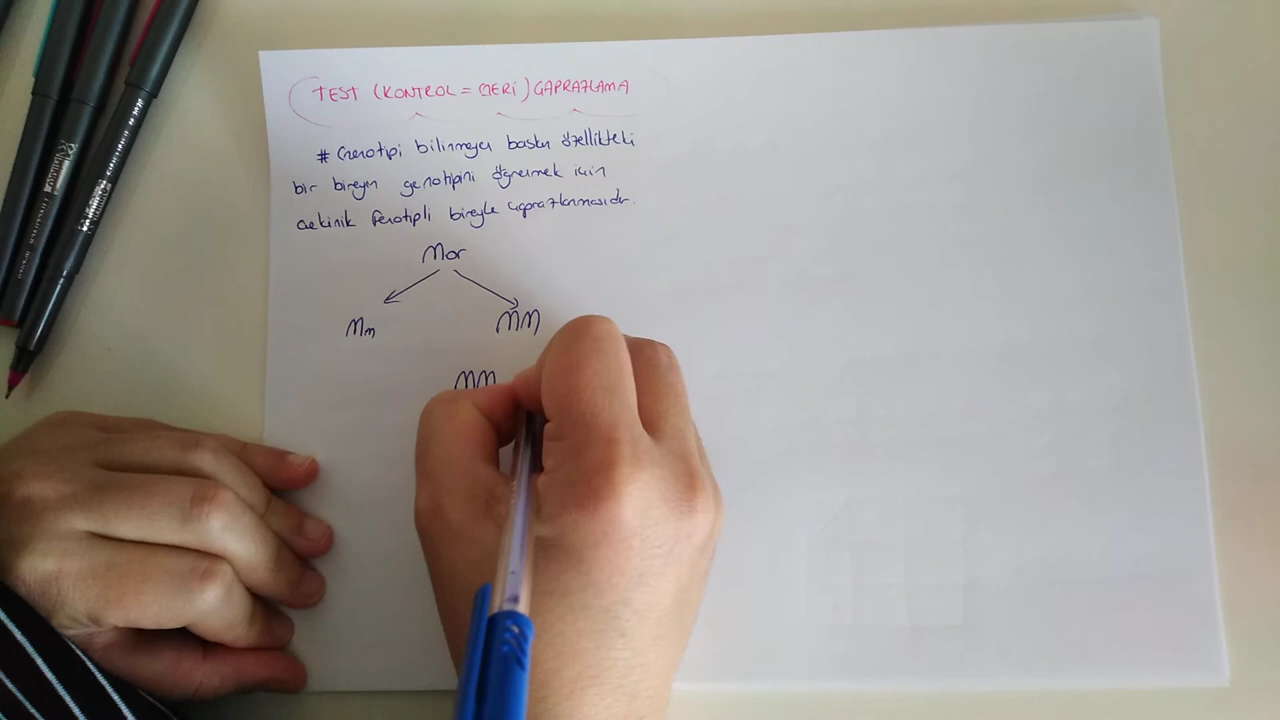 TEST (KONTROL = GERİ) ÇAPRAZLAMA
# Genotipi bilinmeyen baskın özellikteki
bir bireyin genotipini öğrenmek için
çekinik fenotipli bireyle çaprazlanmasıdır.
Mor
Mm MM
MM